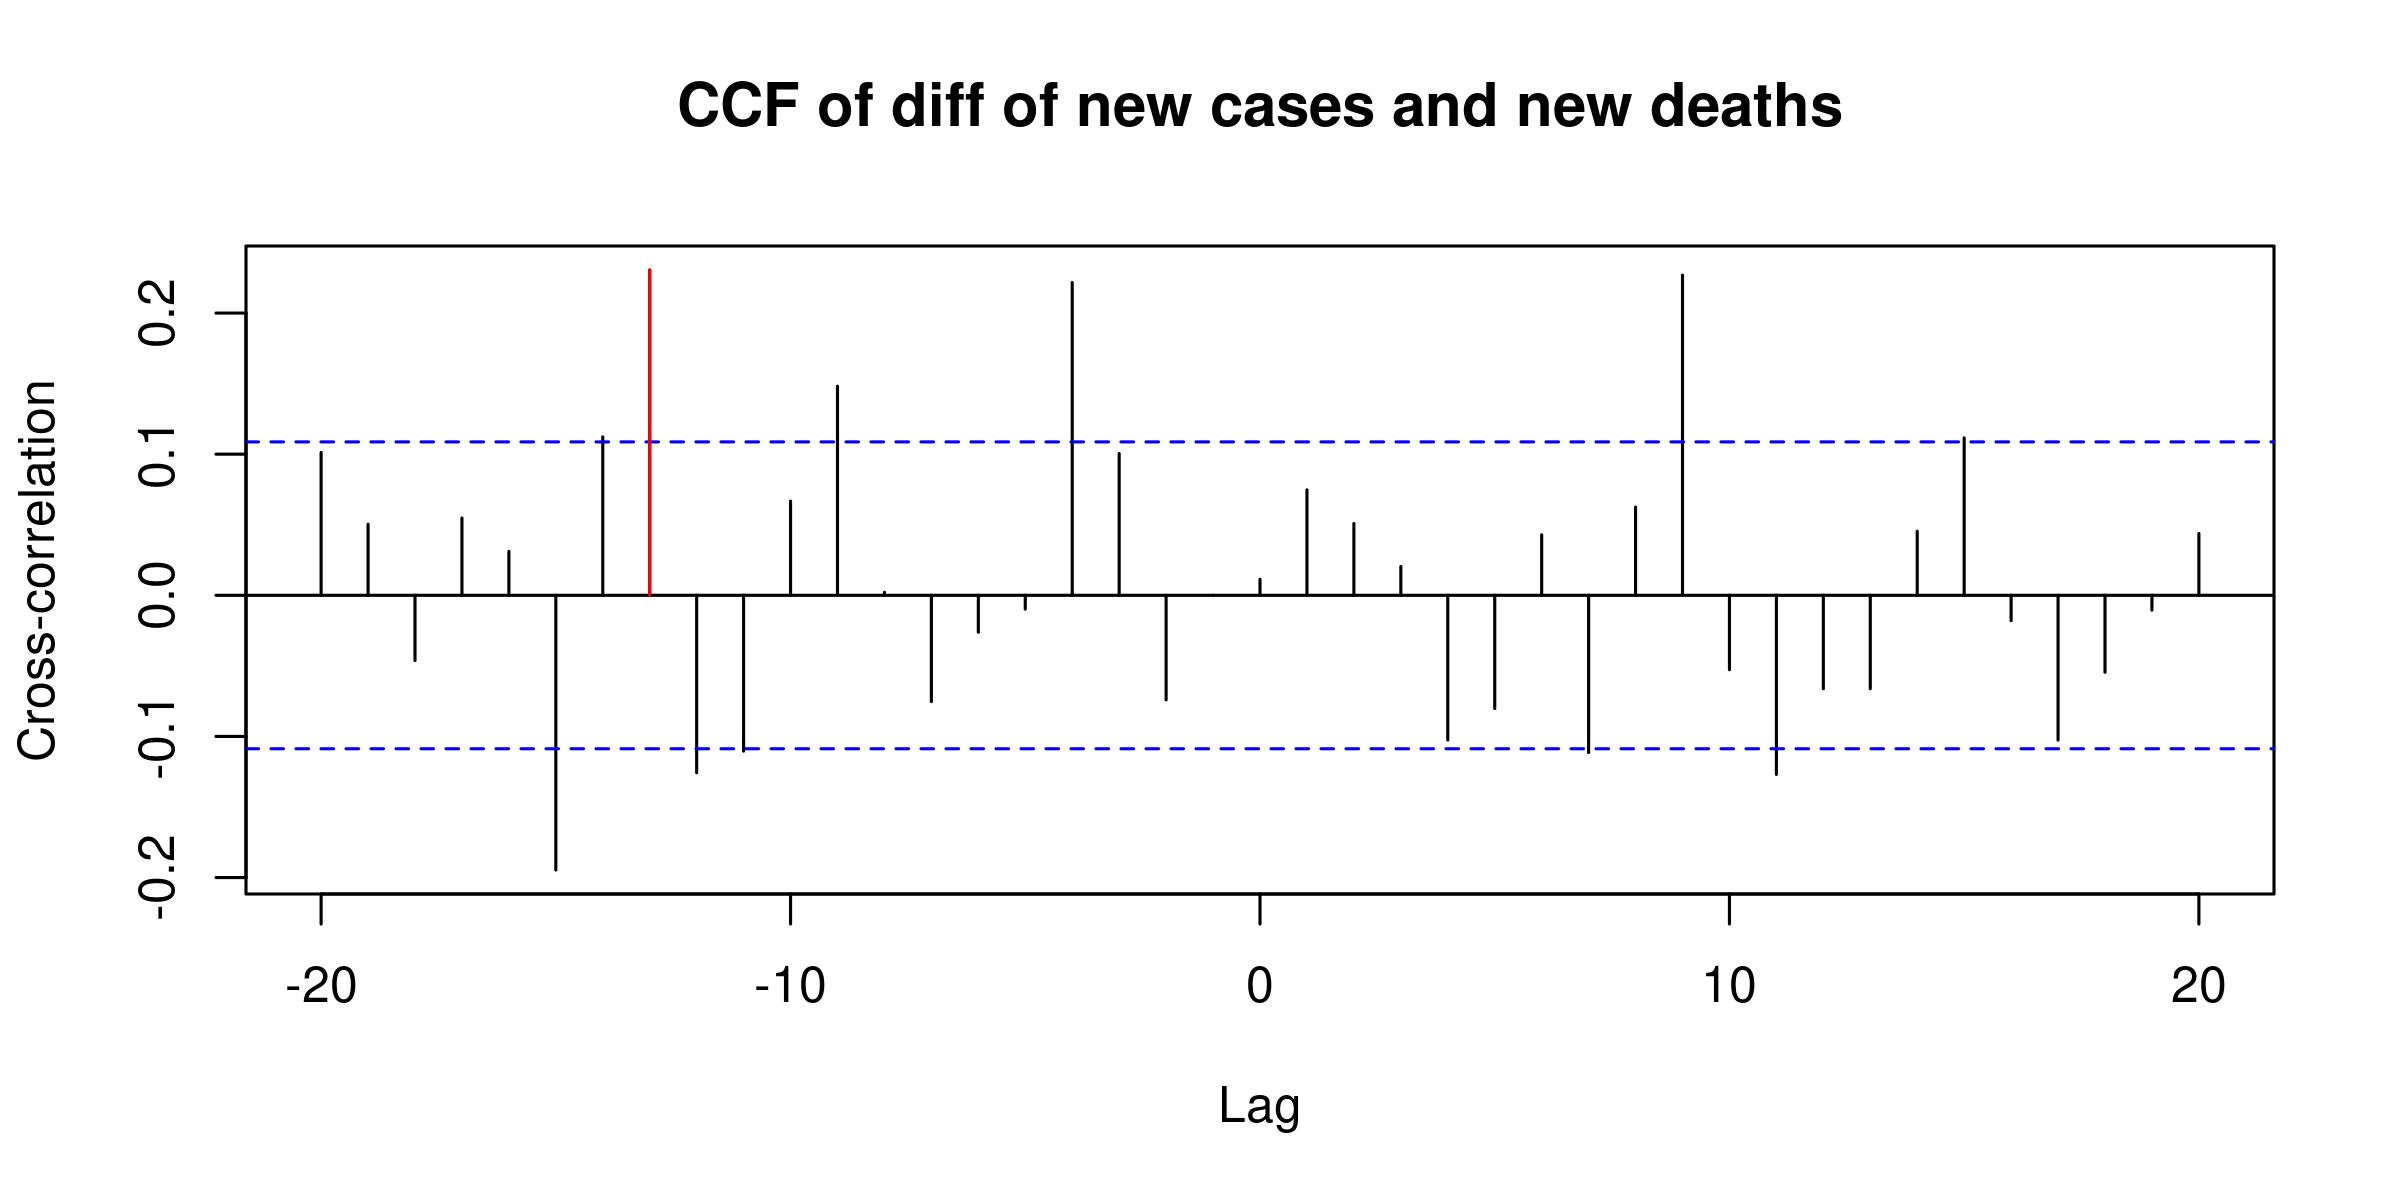 CCF of diff of new cases and new deaths
Cross-correlation
0.2
0.1
0.0
-0.1
-0.2
-20 -10 0 10 20
Lag